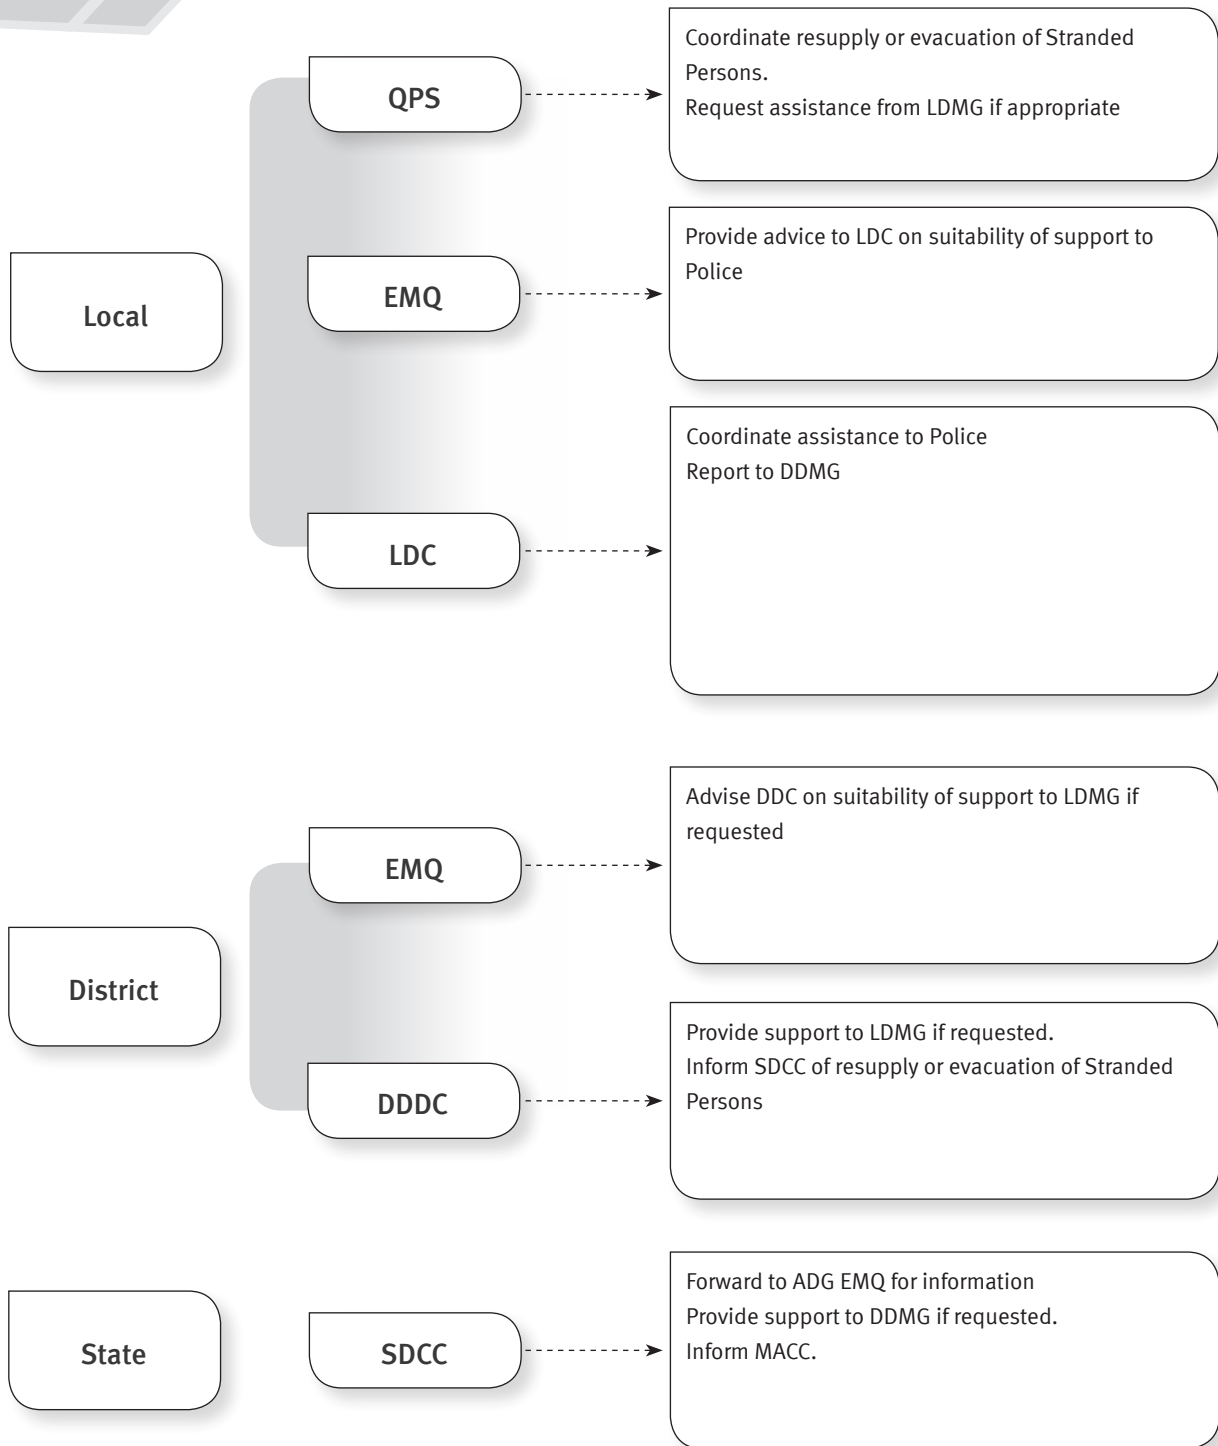 Local
QPS
Coordinate resupply or evacuation of Stranded
Persons.
Request assistance from LDMG if appropriate
EMQ
Provide advice to LDC on suitability of support to
Police
LDC
Coordinate assistance to Police
Report to DDMG
District
EMQ
Advise DDC on suitability of support to LDMG if
requested
DDDC
Provide support to LDMG if requested.
Inform SDCC of resupply or evacuation of Stranded
Persons
State
SDCC
Forward to ADG EMQ for information
Provide support to DDMG if requested.
Inform MACC.